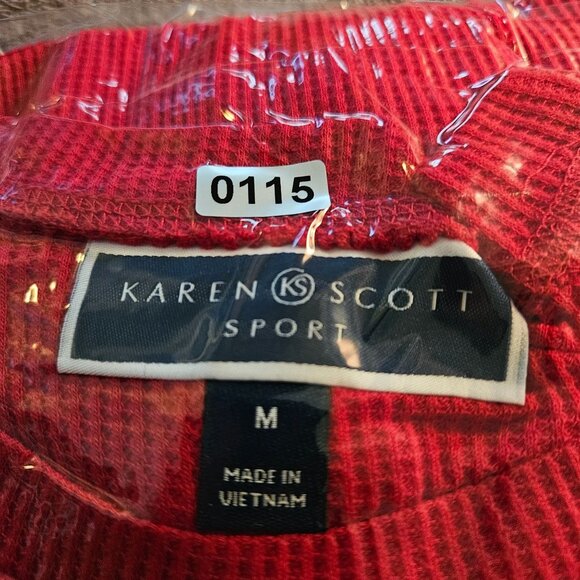 0115
KAREN KS SCOTT
SPORT
M
MADE IN
VIETNAM